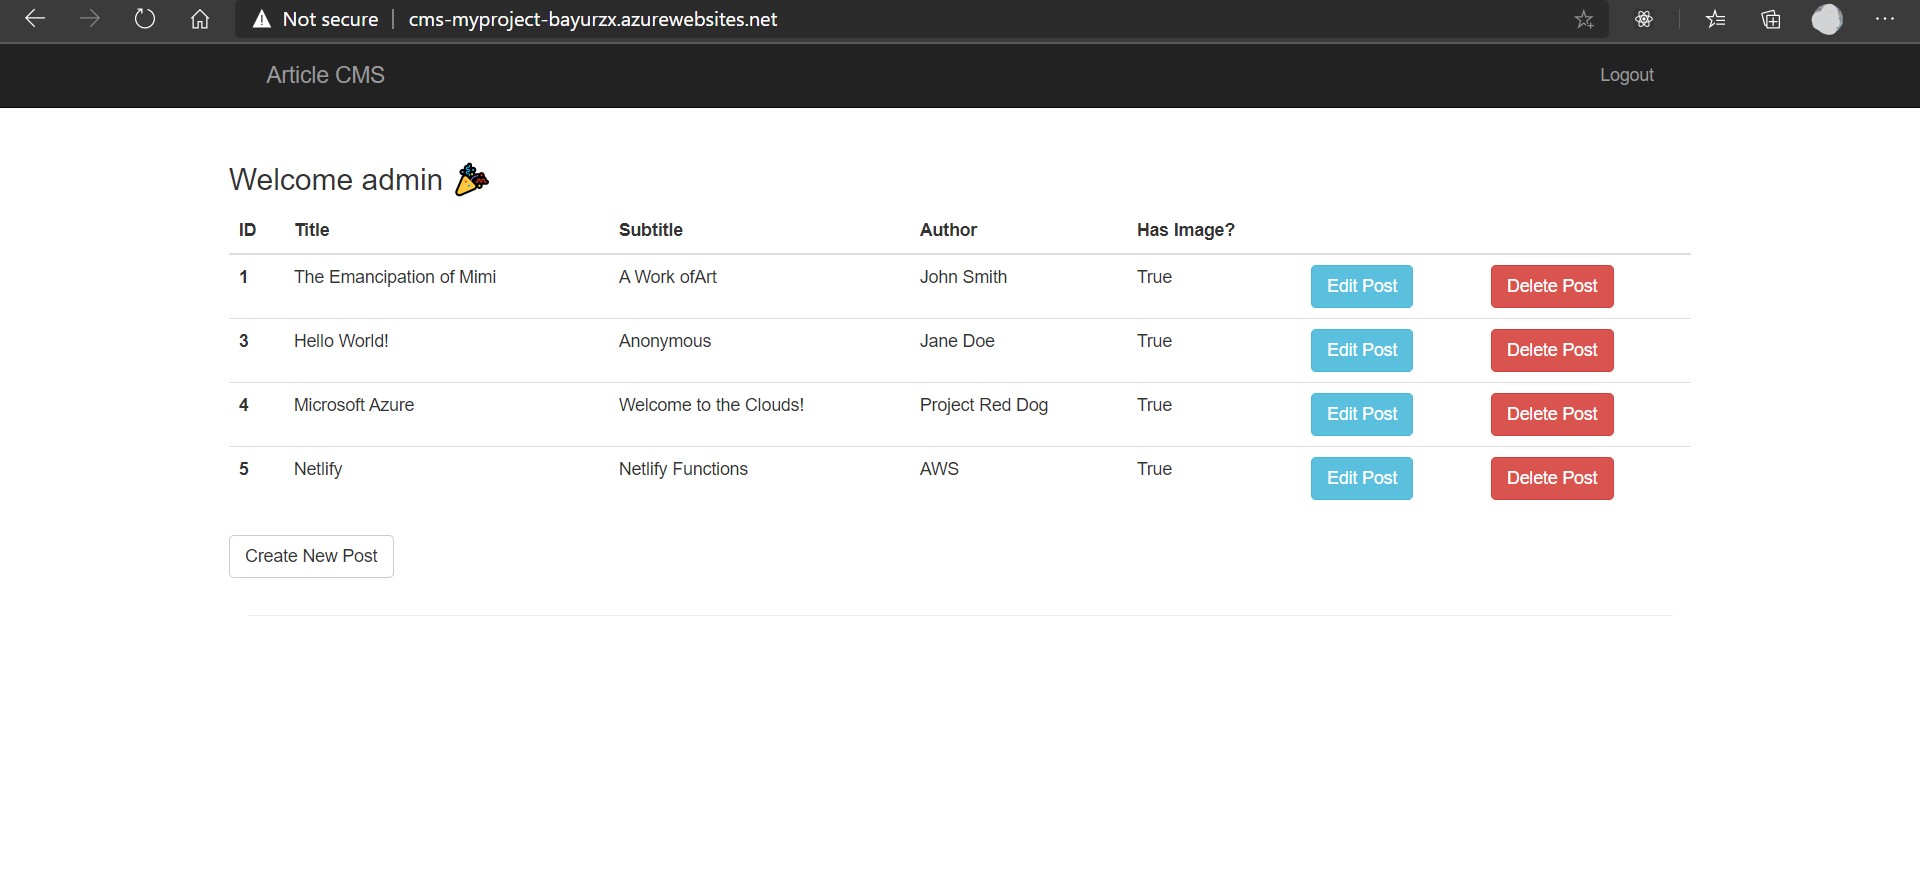 Not secure | cms-myproject-bayurzx.azurewebsites.net
Article CMS Logout
Welcome admin
ID Title Subtitle Author Has Image?
1 The Emancipation of Mimi A Work ofArt John Smith True Edit Post Delete Post
3 Hello World! Anonymous Jane Doe True Edit Post Delete Post
4 Microsoft Azure Welcome to the Clouds! Project Red Dog True Edit Post Delete Post
5 Netlify Netlify Functions AWS True Edit Post Delete Post
Create New Post